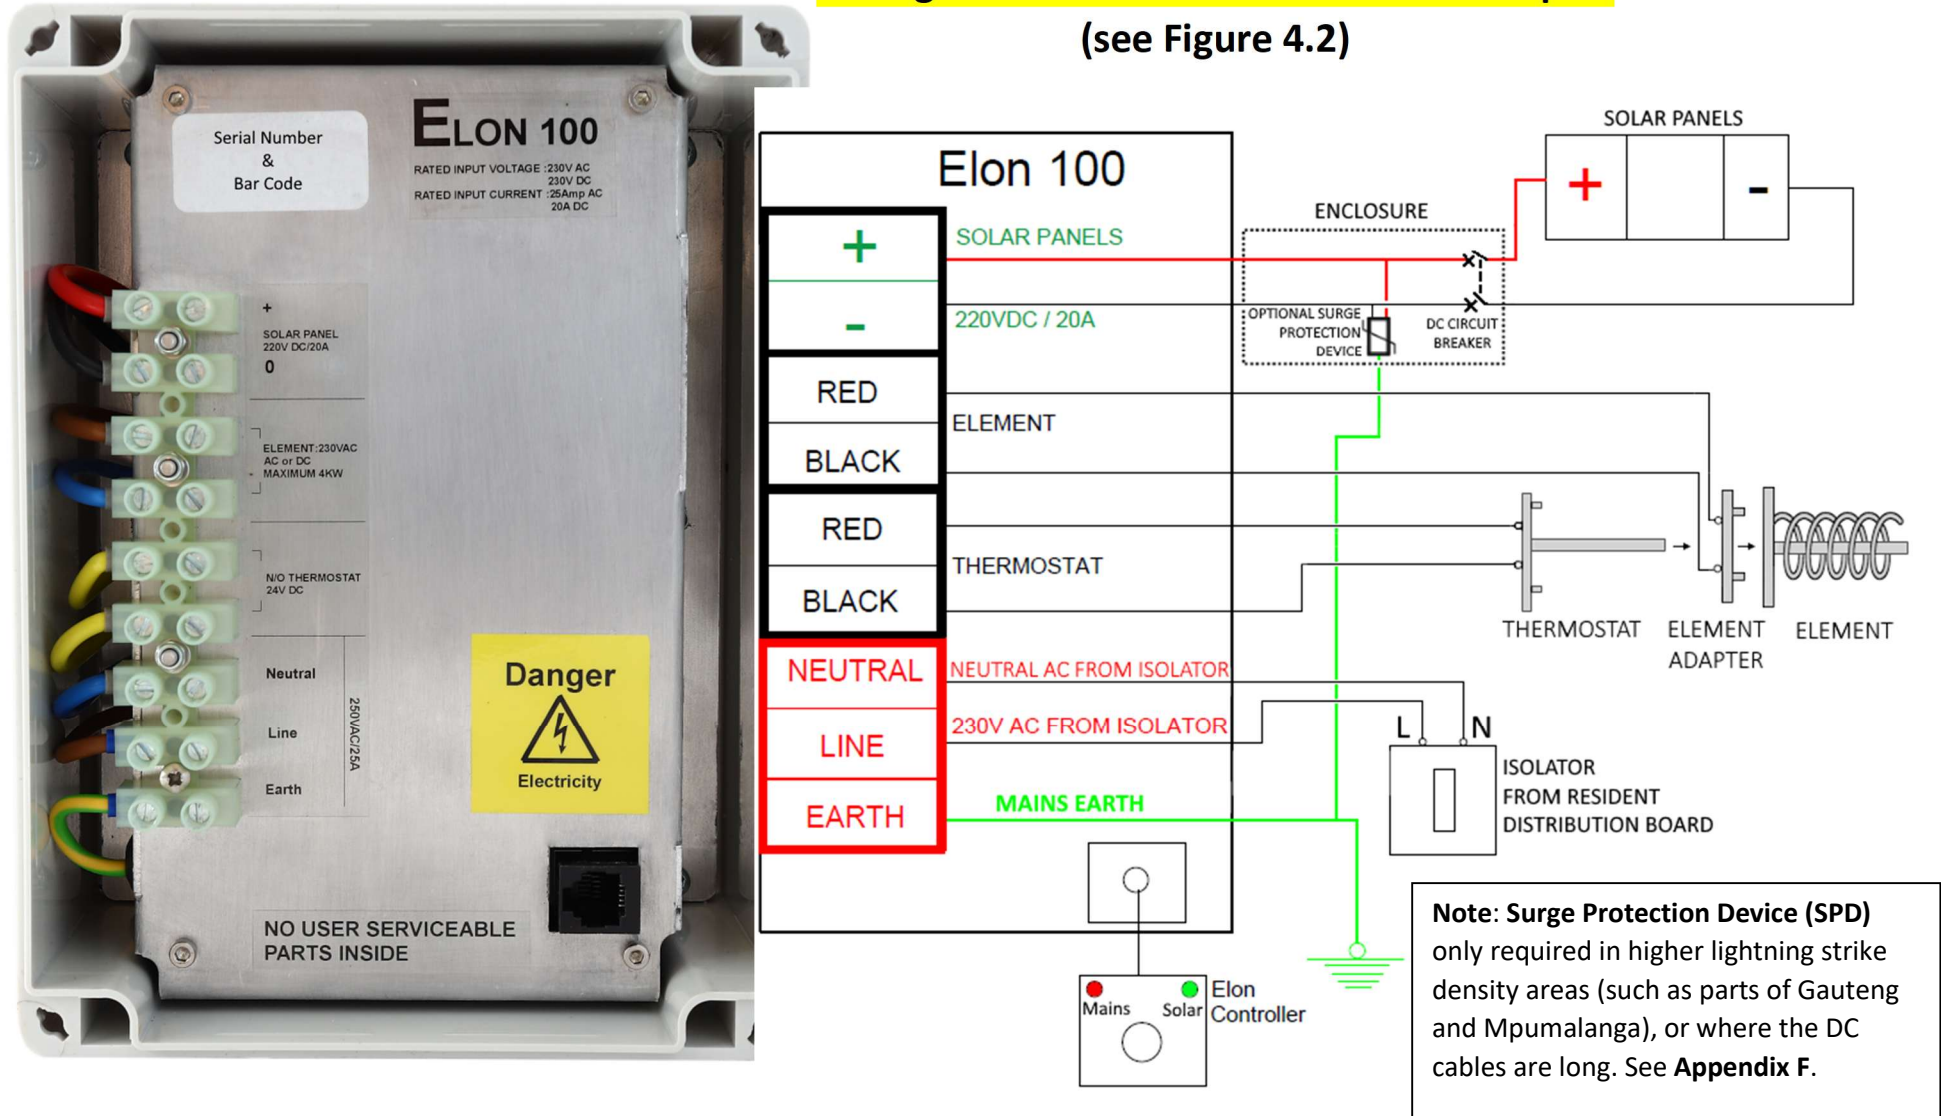 (see Figure 4.2)
Serial Number
&
Bar Code
ELON 100
RATED INPUT VOLTAGE :230V AC
230V DC
RATED INPUT CURRENT :25Amp AC
20A DC
+
SOLAR PANEL
220V DC/20A
0
ELEMENT:230VAC
AC or DC
MAXIMUM 4KW
N/O THERMOSTAT
24V DC
Neutral
Line
Earth
250VAC/25A
Danger
Electricity
NO USER SERVICEABLE
PARTS INSIDE
Elon 100
+
SOLAR PANELS
-
220VDC / 20A
RED
ELEMENT
BLACK
RED
THERMOSTAT
BLACK
NEUTRAL
NEUTRAL AC FROM ISOLATOR
LINE
230V AC FROM ISOLATOR
EARTH
MAINS EARTH
SOLAR PANELS
+
-
ENCLOSURE
OPTIONAL SURGE
PROTECTION
DEVICE
DC CIRCUIT
BREAKER
THERMOSTAT
ELEMENT
ADAPTER
ELEMENT
L
N
ISOLATOR
FROM RESIDENT
DISTRIBUTION BOARD
Mains
Solar
Elon
Controller
Note: Surge Protection Device (SPD)
only required in higher lightning strike
density areas (such as parts of Gauteng
and Mpumalanga), or where the DC
cables are long. See Appendix F.